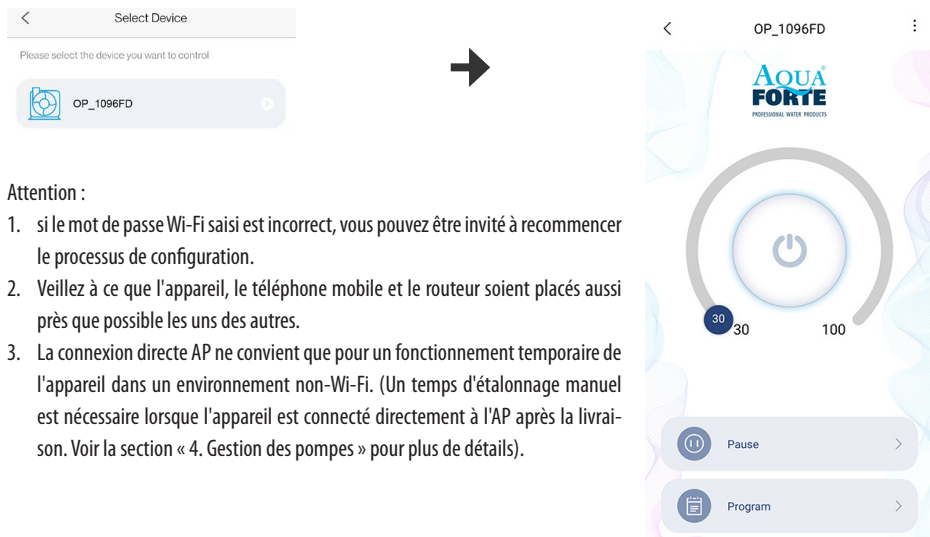 Select Device
Please select the device you want to control
OP_1096FD
Attention :
1. si le mot de passe Wi-Fi saisi est incorrect, vous pouvez être invité à recommencer
le processus de configuration.
2. Veillez à ce que l'appareil, le téléphone mobile et le routeur soient placés aussi
près que possible les uns des autres.
3. La connexion directe AP ne convient que pour un fonctionnement temporaire de
l'appareil dans un environnement non-Wi-Fi. (Un temps d'étalonnage manuel
est nécessaire lorsque l'appareil est connecté directement à l'AP après la livrai-
son. Voir la section « 4. Gestion des pompes » pour plus de détails).
OP_1096FD
AQUA
FORTE
PROFESSIONAL WATER PRODUCTS
30
30 100
Pause
Program